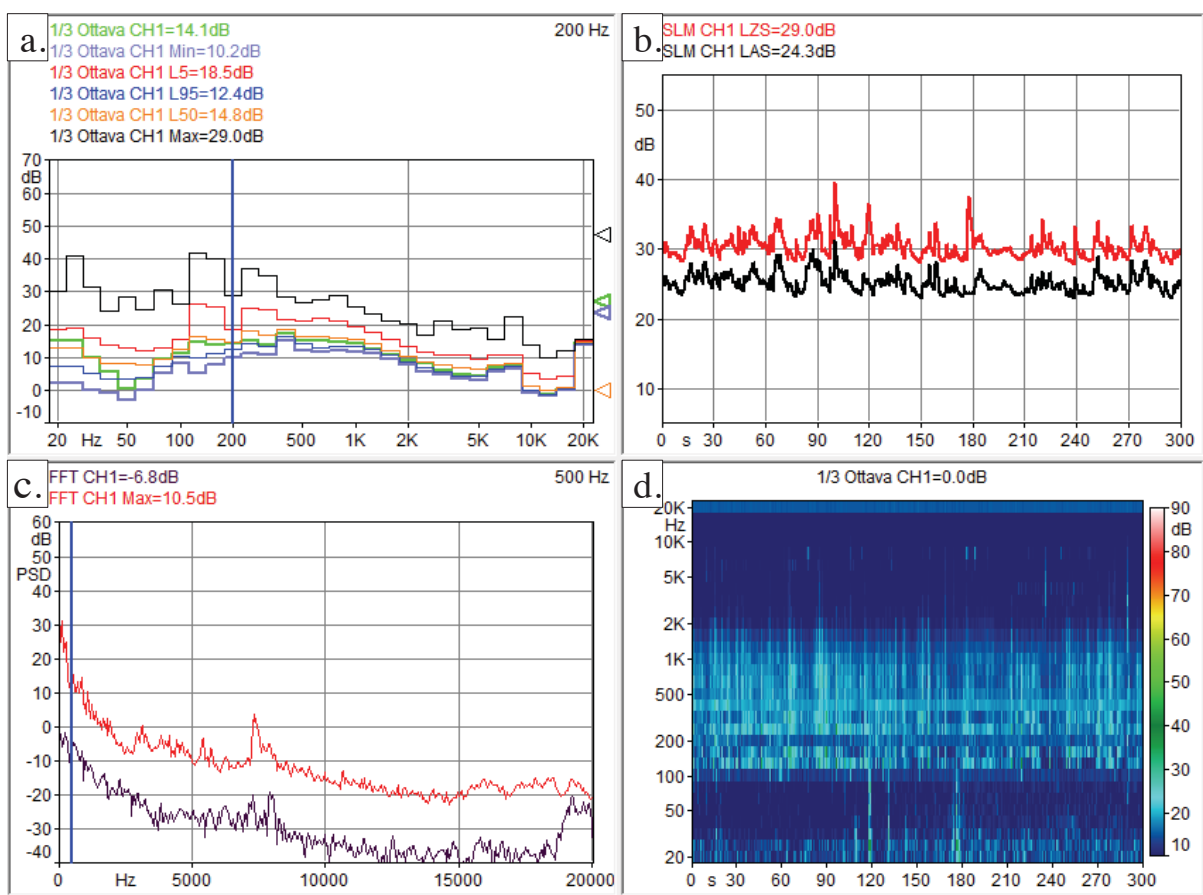 a.
1/3 Ottava CH1=14.1dB
200 Hz
1/3 Ottava CH1 Min=10.2dB
1/3 Ottava CH1 L5=18.5dB
1/3 Ottava CH1 L95=12.4dB
1/3 Ottava CH1 L50=14.8dB
1/3 Ottava CH1 Max=29.0dB
70
dB
60
50
40
30
20
10
0
-10
20 Hz 50 100 200 500 1K 2K 5K 10K 20K
b.
SLM CH1 LZS=29.0dB
SLM CH1 LAS=24.3dB
50
dB
40
30
20
10
0 s 30 60 90 120 150 180 210 240 270 300
c.
FFT CH1=-6.8dB
500 Hz
FFT CH1 Max=10.5dB
60
dB
50
PSD
40
30
20
10
0
-10
-20
-30
-40
0 Hz 5000 10000 15000 20000
d.
1/3 Ottava CH1=0.0dB
20K
Hz
10K
5K
2K
1K
500
200
100
50
20
0 s 30 60 90 120 150 180 210 240 270 300
90
dB
80
70
60
50
40
30
20
10